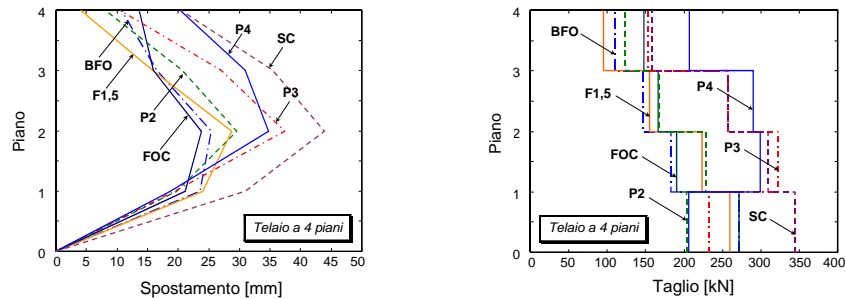 4
3
2
1
0
Piano
P4
SC
BFO
F1,5
P2
P3
FOC
Telaio a 4 piani
0 5 10 15 20 25 30 35 40 45 50
Spostamento [mm]
4
3
2
1
0
Piano
BFO
F1,5
P4
FOC
P3
P2
SC
Telaio a 4 piani
0 50 100 150 200 250 300 350 400
Taglio [kN]